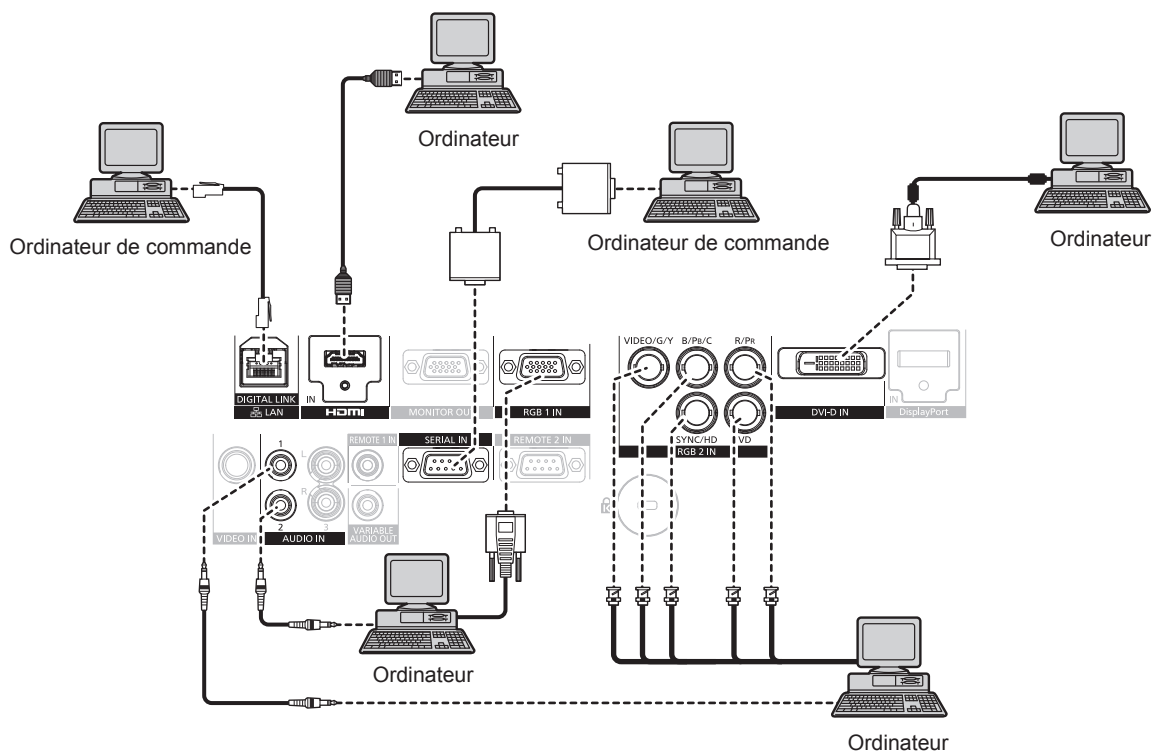 Ordinateur
Ordinateur de commande
Ordinateur de commande
Ordinateur
VIDEO/G/Y B/PB/C R/PR
DIGITAL LINK
LAN
IN
HDMI
MONITOR OUT
RGB 1 IN
SYNC/HD VD
RGB 2 IN
DVI-D IN
IN
DisplayPort
1
L
R
2
3
VIDEO IN
AUDIO IN
REMOTE 1 IN
VARIABLE
AUDIO OUT
SERIAL IN
REMOTE 2 IN
Ordinateur
Ordinateur